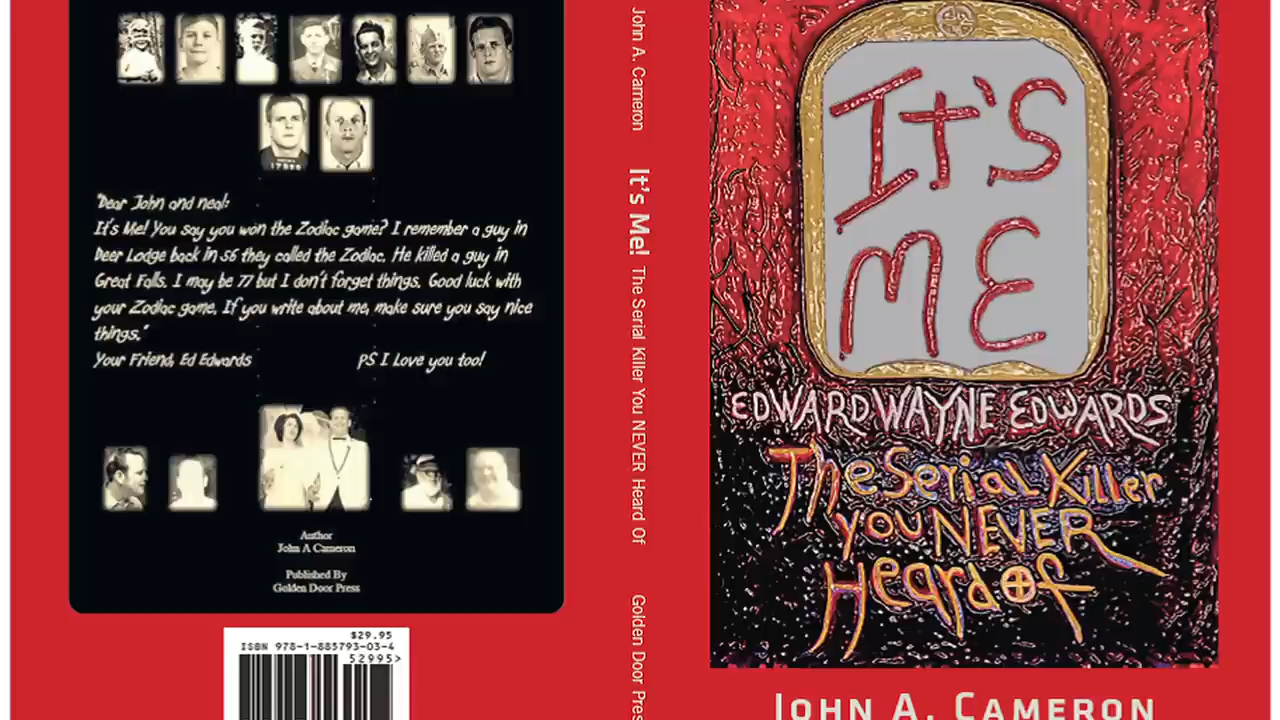 17999
"Dear John and neal:
It's Me! You say you won the Zodiac game? I remember a guy in
Deer Lodge back in 56 they called the Zodiac. He killed a guy in
Great Falls. I may be 77 but I don't forget things. Good luck with
your Zodiac game. If you write about me, make sure you say nice
things."
Your Friend, Ed Edwards PS I Love you too!
Author
John A Cameron
Published By
Golden Door Press
$29.95
ISBN 978-1-885793-03-4
52995>
John A. Cameron It's Me! The Serial Killer You NEVER Heard Of Golden Door Pres
IT'S
ME
EDWARD WAYNE EDWARDS
The Serial Killer
you NEVER
Heard of
JOHN A. CAMERON